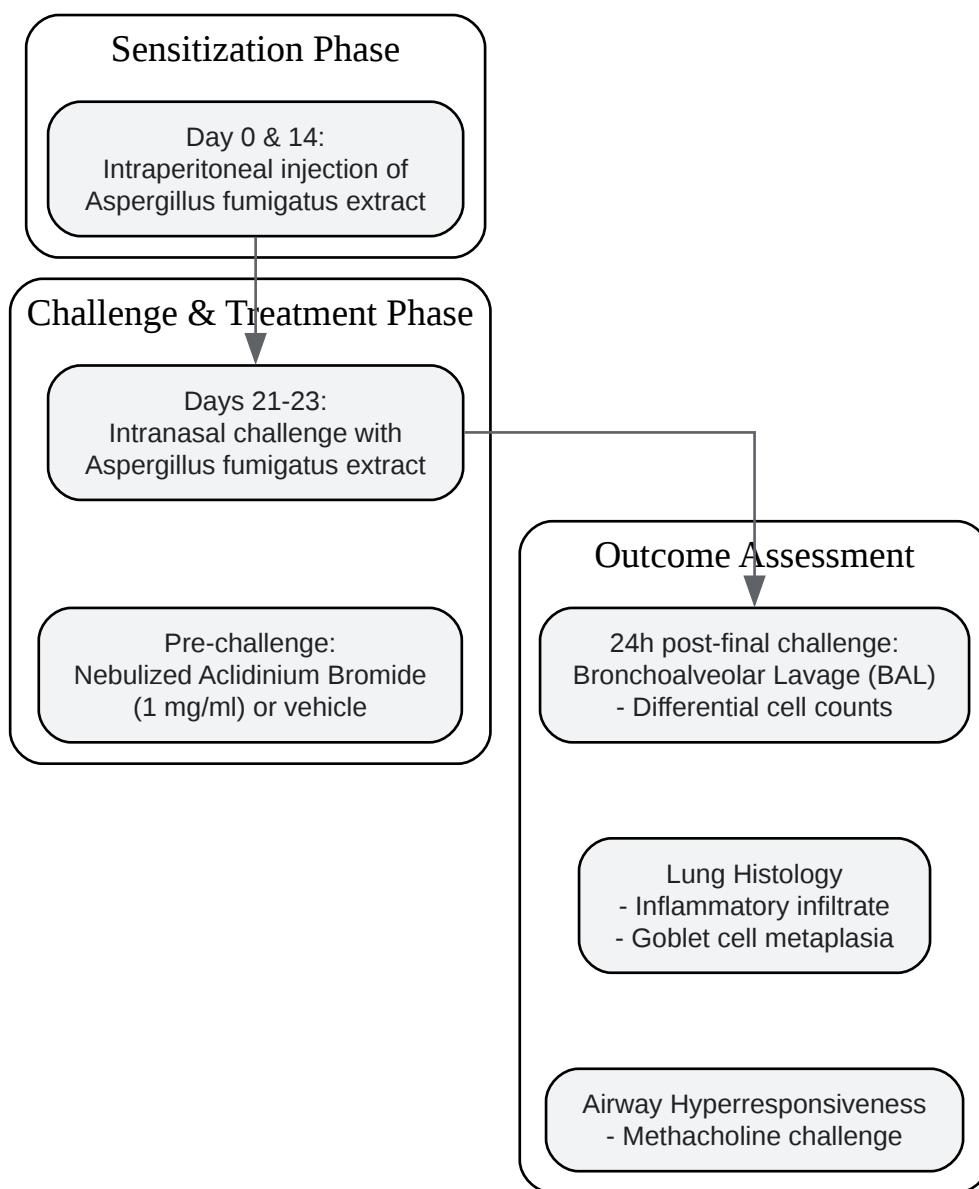 Sensitization Phase
Day 0 & 14:
Intraperitoneal injection of
Aspergillus fumigatus extract
Challenge & Treatment Phase
Days 21-23:
Intranasal challenge with
Aspergillus fumigatus extract
Pre-challenge:
Nebulized Aclidinium Bromide
(1 mg/ml) or vehicle
Outcome Assessment
24h post-final challenge:
Bronchoalveolar Lavage (BAL)
- Differential cell counts
Lung Histology
- Inflammatory infiltrate
- Goblet cell metaplasia
Airway Hyperresponsiveness
- Methacholine challenge